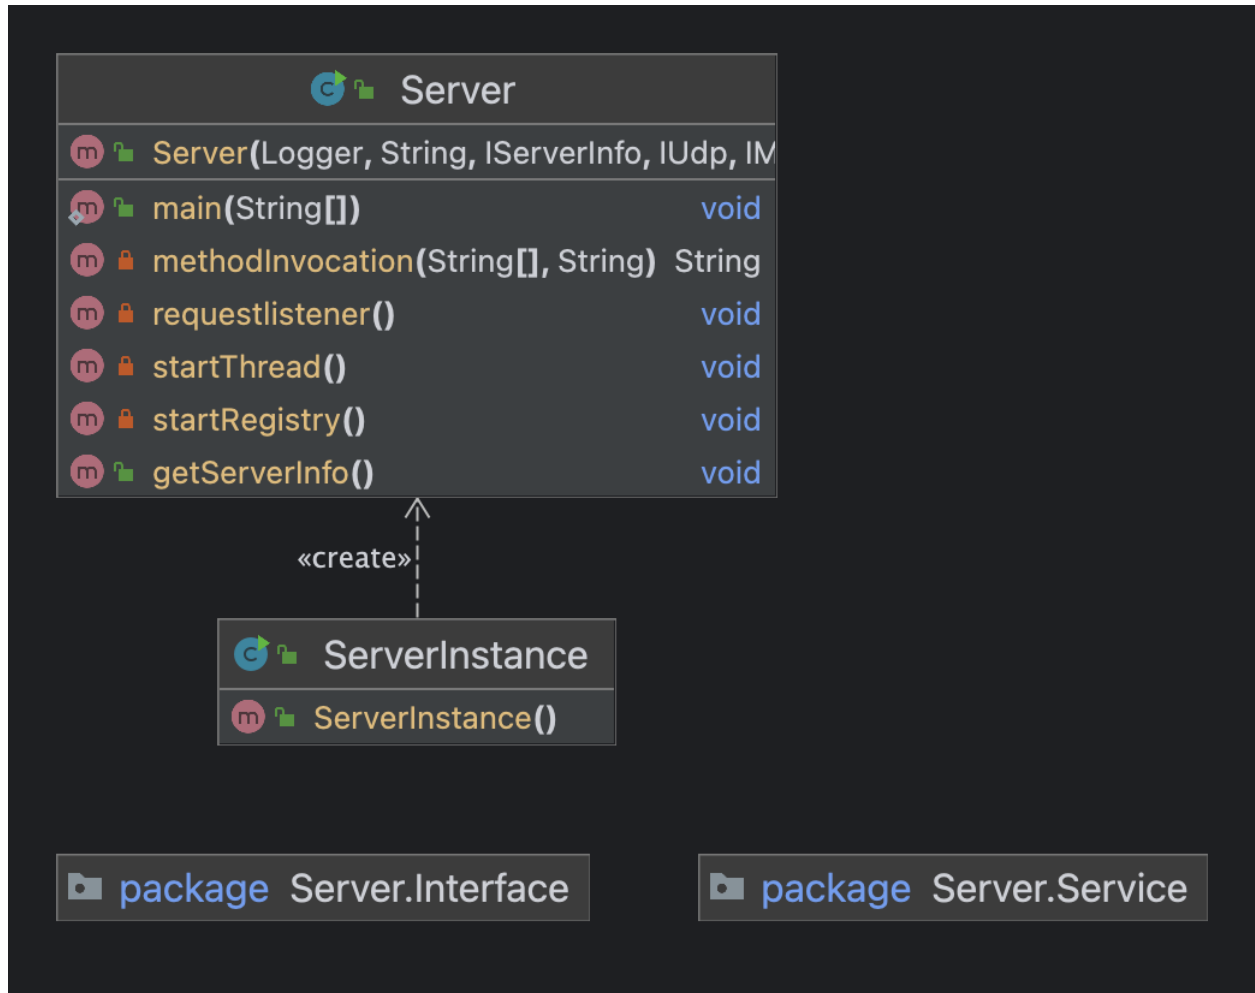 Server
Server(Logger, String, IServerInfo, IUdp, IM
main(String[]) void
methodInvocation(String[], String) String
requestlistener() void
startThread() void
startRegistry() void
getServerInfo() void
«create»
ServerInstance
ServerInstance()
package Server.Interface
package Server.Service